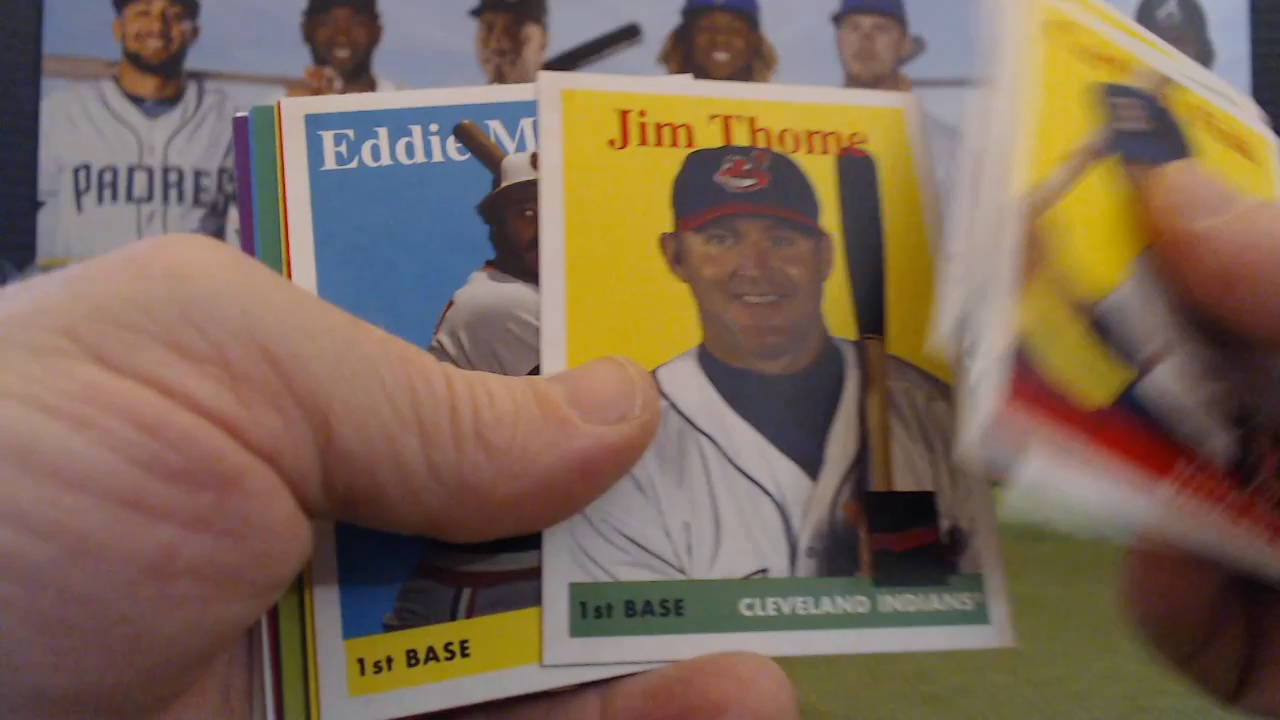 PADRES
Eddie M
Jim Thome
1st BASE
1st BASE CLEVELAND INDIANS